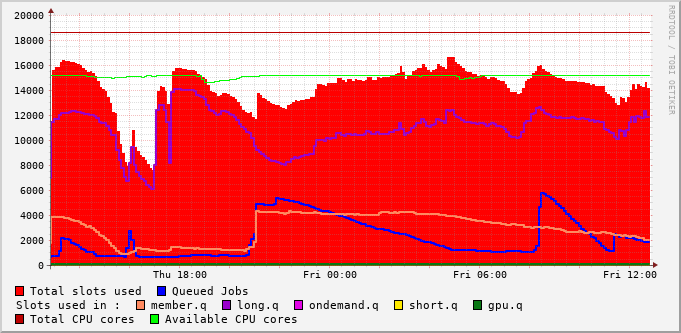 20000
18000
16000
14000
12000
10000
8000
6000
4000
2000
0
Thu 18:00 Fri 00:00 Fri 06:00 Fri 12:00
Total slots used Queued Jobs
Slots used in : member.q long.q ondemand.q short.q gpu.q
Total CPU cores Available CPU cores
RRDTOOL / TOBI OETIKER